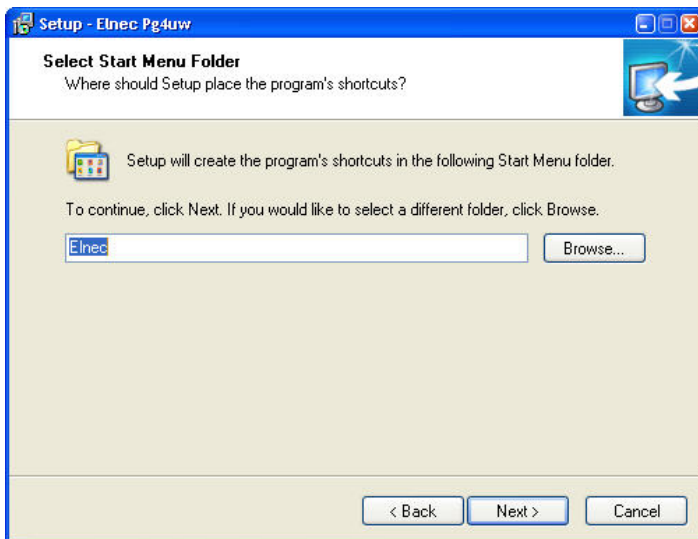 Setup - Elnec Pg4uw
Select Start Menu Folder
Where should Setup place the program's shortcuts?
Setup will create the program's shortcuts in the following Start Menu folder.
To continue, click Next. If you would like to select a different folder, click Browse.
Elnec
Browse...
< Back
Next >
Cancel